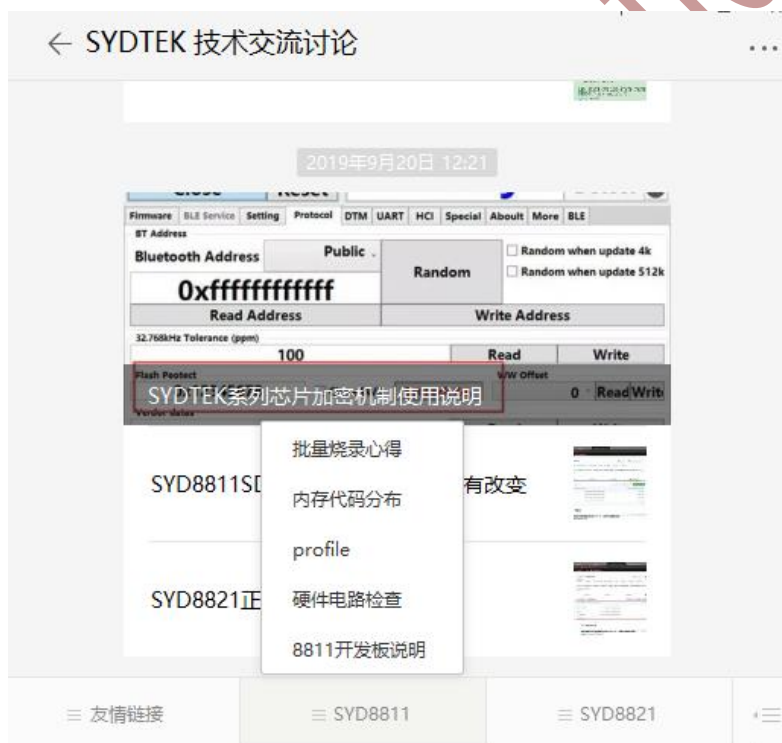 ← SYDTEK 技术交流讨论 ...
2019年9月20日 12:21
Close Reset
Firmware BLE Service Setting Protocol DTM UART HCI Special Aboult More BLE
BT Address
Bluetooth Address Public Random Random when update 4k
Random when update 512k
0xffffffffffff
Read Address Write Address
32.768kHz Tolerance (ppm)
100 Read Write
Flash Protect V/W Offset
SYDTEK系列芯片加密机制使用说明 0 Read Write
批量烧录心得
SYD8811SD 有改变
内存代码分布
profile
SYD8821正 硬件电路检查
8811开发板说明
友情链接 SYD8811 SYD8821